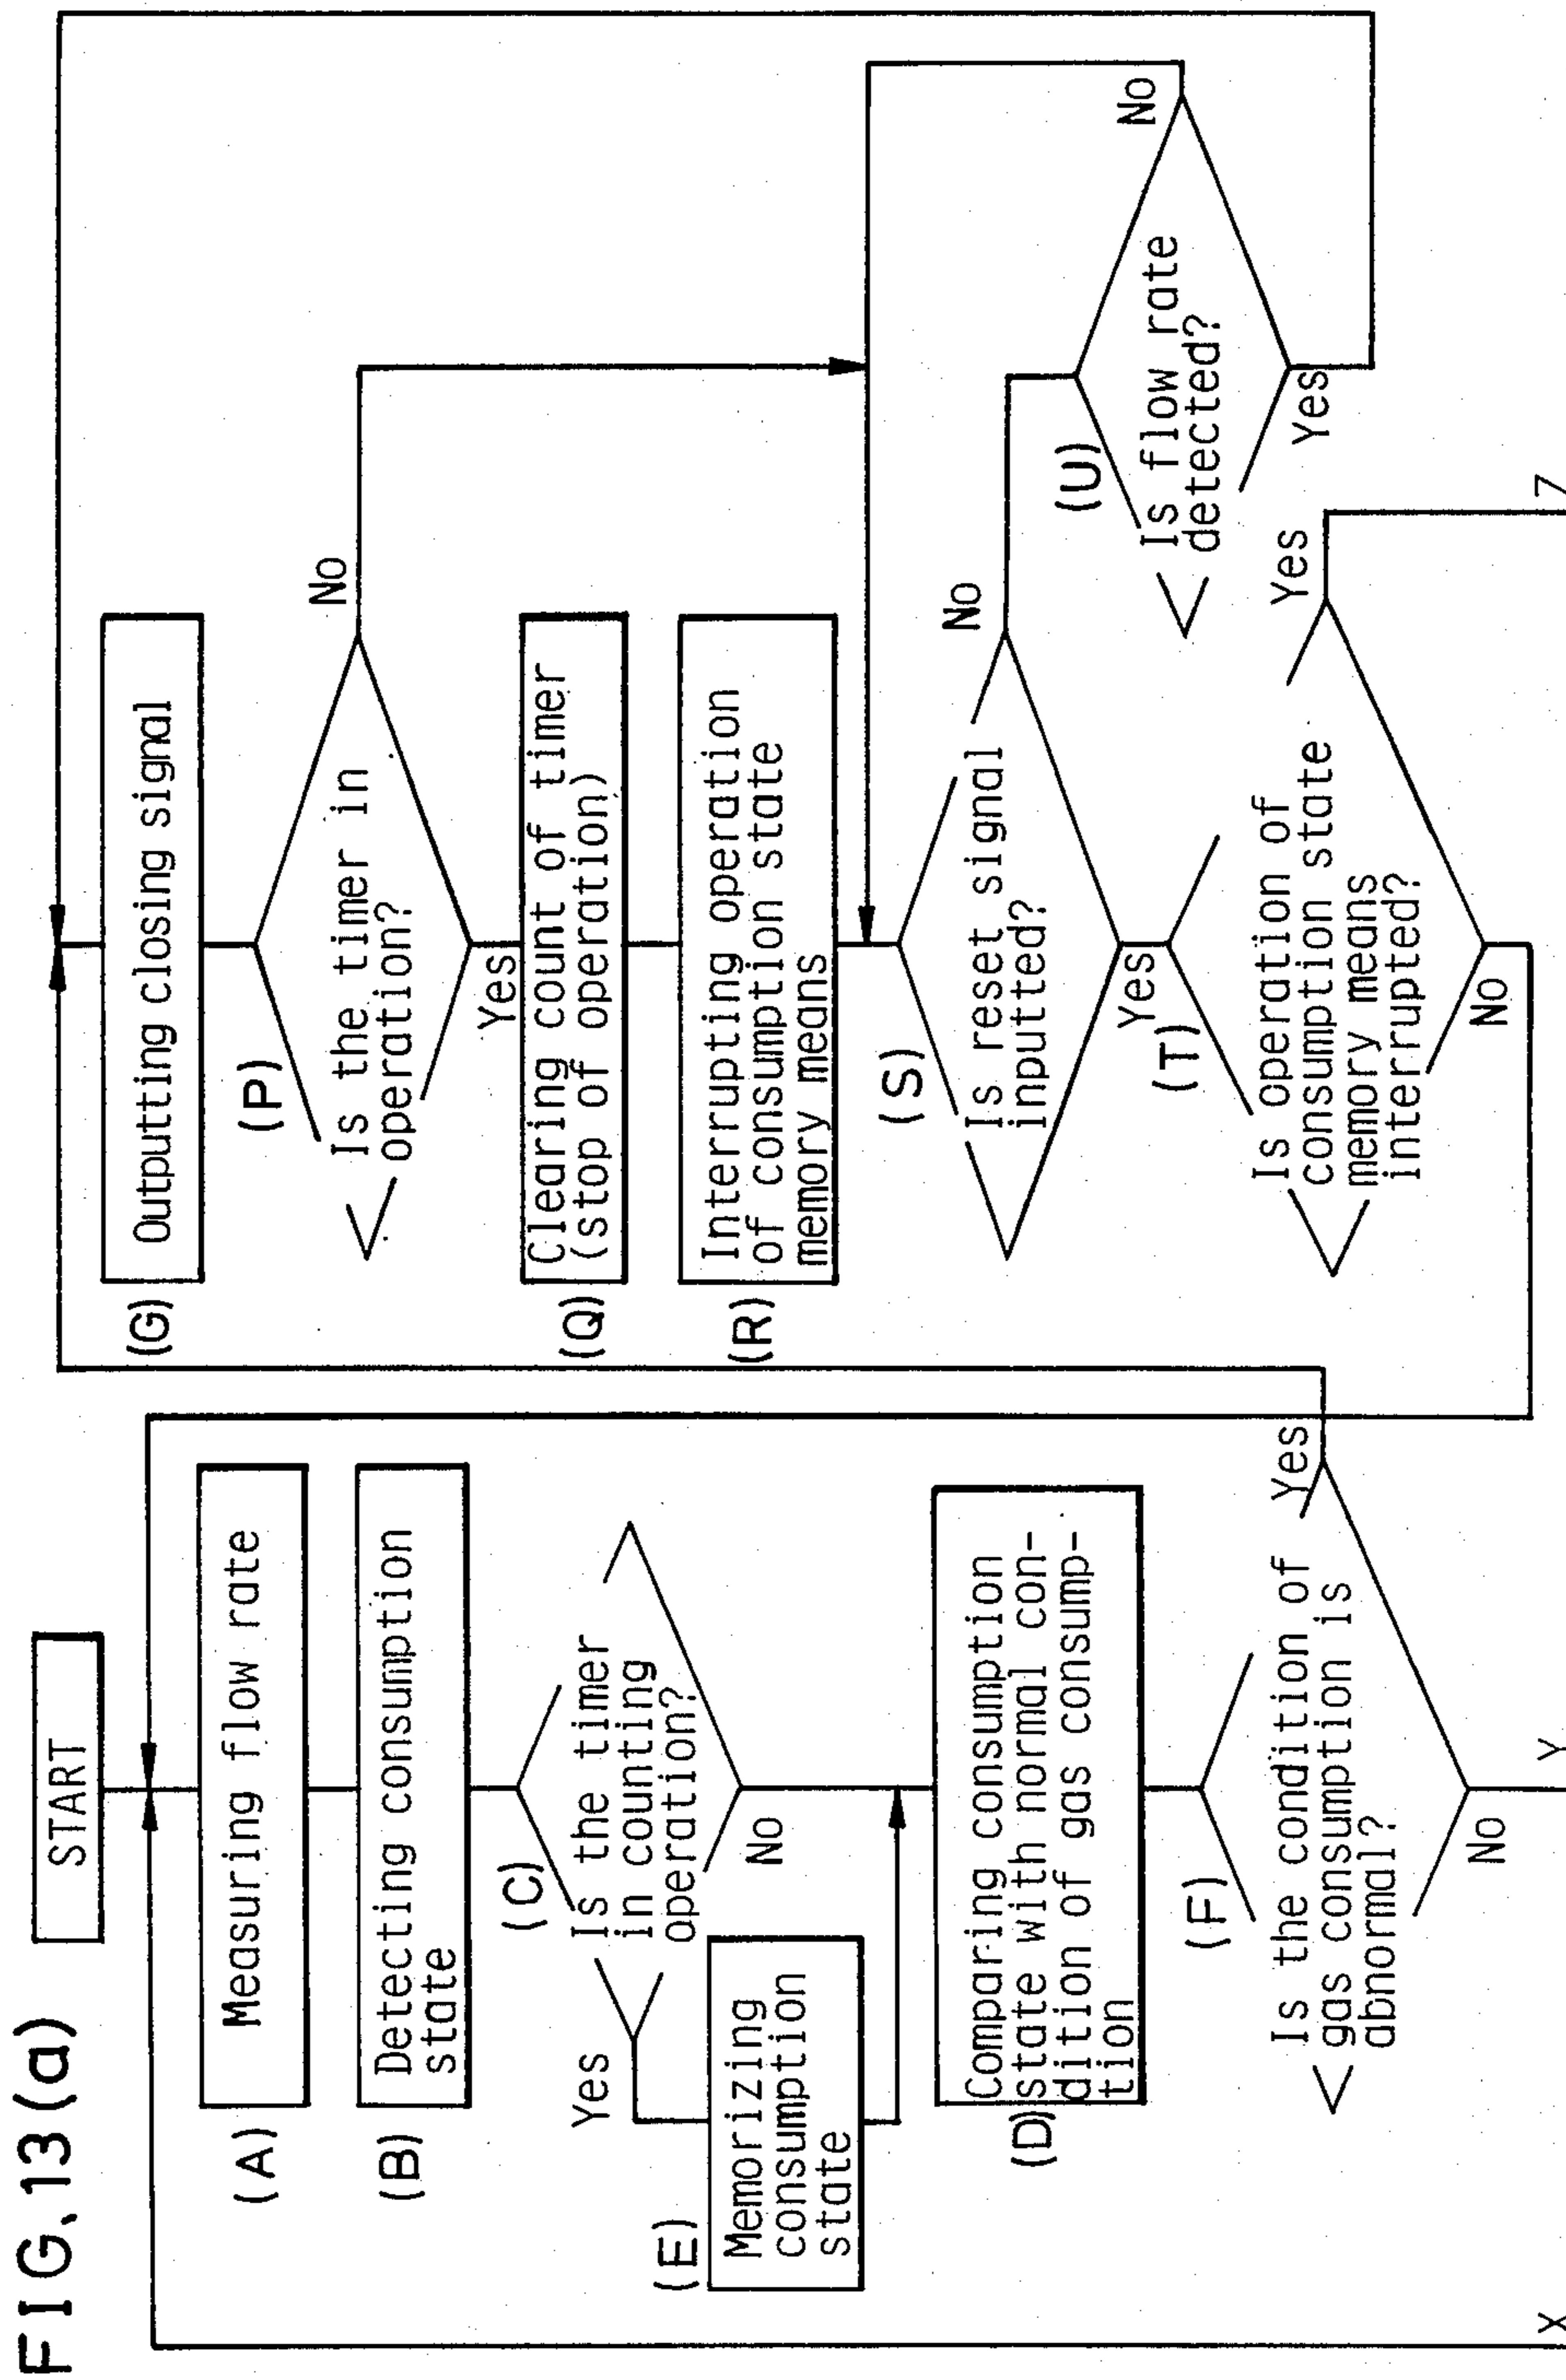 FIG,13(a)
START
(A)
Measuring flow rate
(B)
Detecting consumption
state
(C)
Is the timer
in counting
operation?
Yes
No
(E)
Memorizing
consumption
state
(D)
Comparing consumption
state with normal con-
dition of gas consump-
tion
(F)
Is the condition of
gas consumption is
abnormal?
Yes
No
X
Y
(G)
Outputting closing signal
(P)
Is the timer in
operation?
No
Yes
(Q)
Clearing count of timer
(stop of operation)
(R)
Interrupting operation
of consumption state
memory means
(S)
Is reset signal
inputted?
No
Yes
(U)
Is flow rate
detected?
No
Yes
(T)
Is operation of
consumption state
memory means
interrupted?
Yes
No
Z